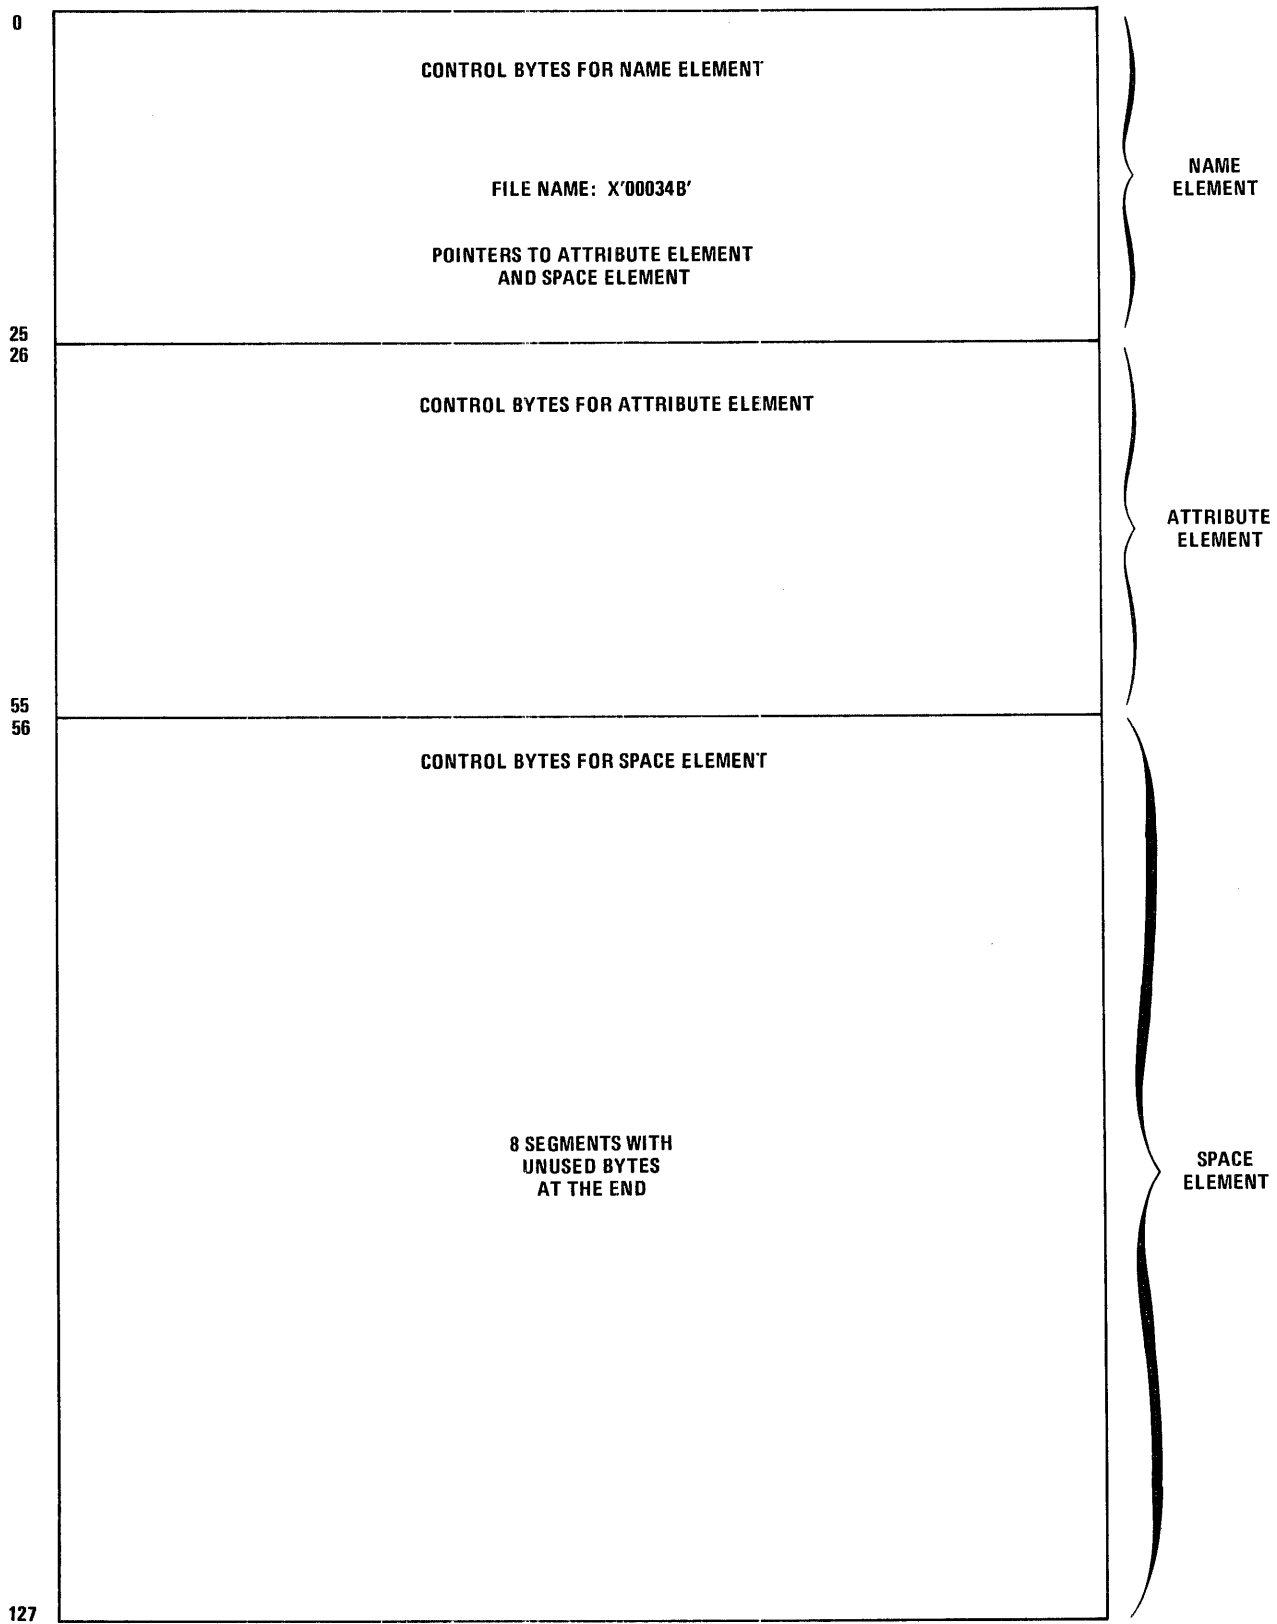 0
CONTROL BYTES FOR NAME ELEMENT
FILE NAME: X'00034B'
POINTERS TO ATTRIBUTE ELEMENT
AND SPACE ELEMENT
NAME
ELEMENT
25
26
CONTROL BYTES FOR ATTRIBUTE ELEMENT
ATTRIBUTE
ELEMENT
55
56
CONTROL BYTES FOR SPACE ELEMENT
8 SEGMENTS WITH
UNUSED BYTES
AT THE END
SPACE
ELEMENT
127